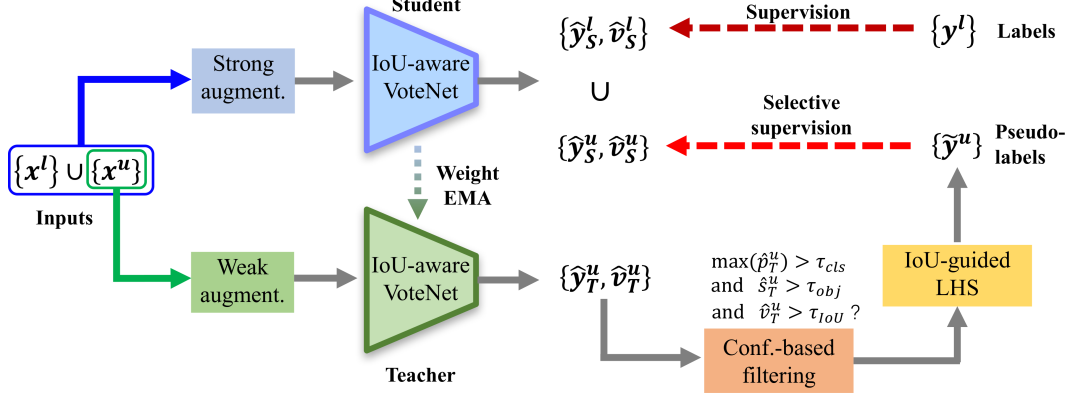 Student
Strong
augment.
IoU-aware
VoteNet
{ŷ_S^l, v̂_S^l}
Supervision
{y^l}
Labels
∪
{ŷ_S^u, v̂_S^u}
Selective
supervision
{ỹ^u}
Pseudo-
labels
{x^l} ∪ {x^u}
Inputs
Weight
EMA
Weak
augment.
IoU-aware
VoteNet
Teacher
{ŷ_T^u, v̂_T^u}
max(p̂_T^u) > τ_cls
and ŝ_T^u > τ_obj
and v̂_T^u > τ_IoU ?
Conf.-based
filtering
IoU-guided
LHS